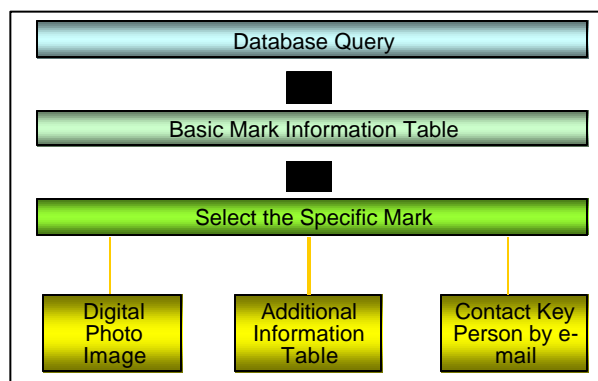 Database Query
Basic Mark Information Table
Select the Specific Mark
Digital
Photo
Image
Additional
Information
Table
Contact Key
Person by e-
mail